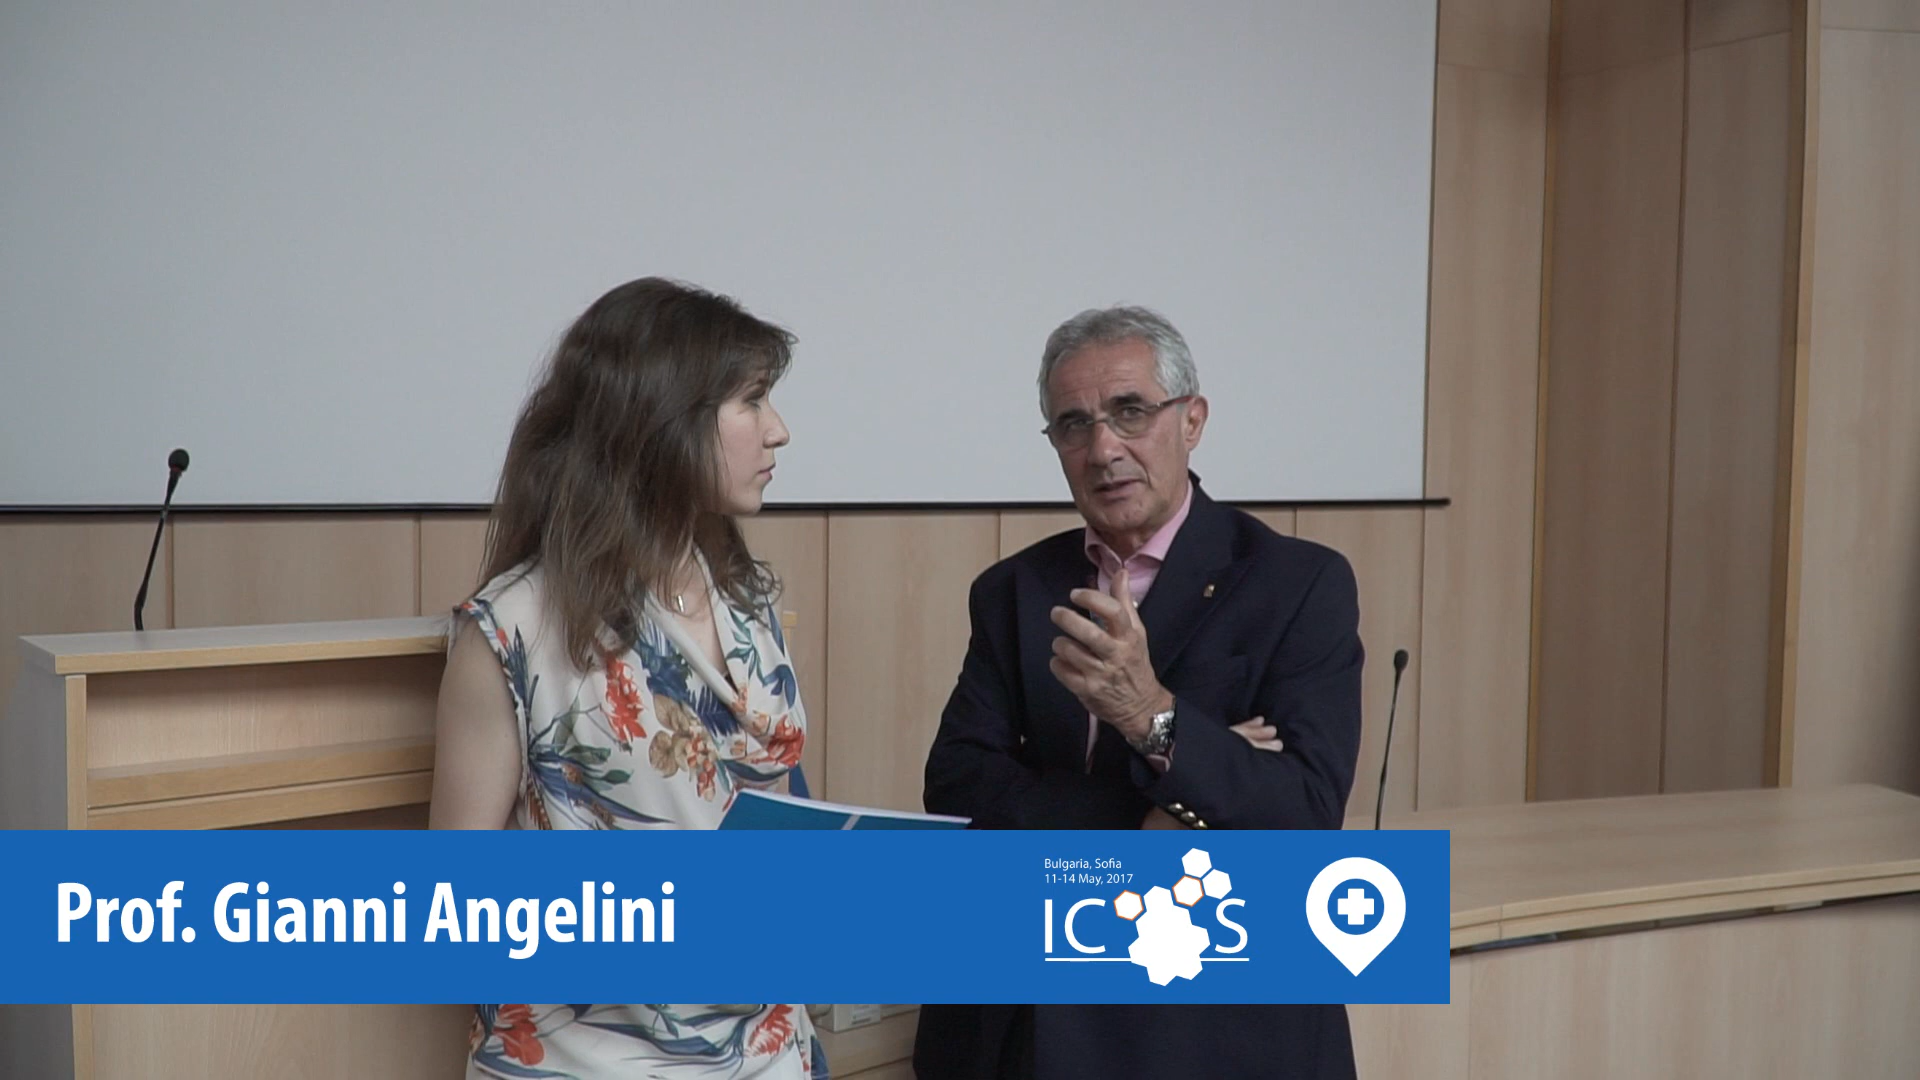 Prof. Gianni Angelini
Bulgaria, Sofia
11-14 May, 2017
IC S